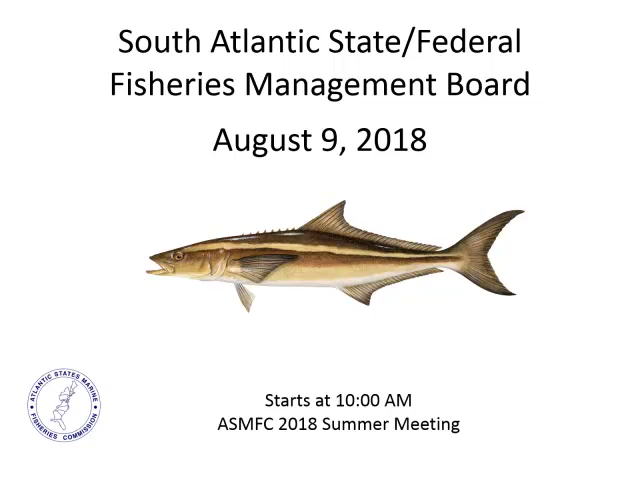 South Atlantic State/Federal
Fisheries Management Board
August 9, 2018
ATLANTIC STATES MARINE
FISHERIES COMMISSION
Starts at 10:00 AM
ASMFC 2018 Summer Meeting